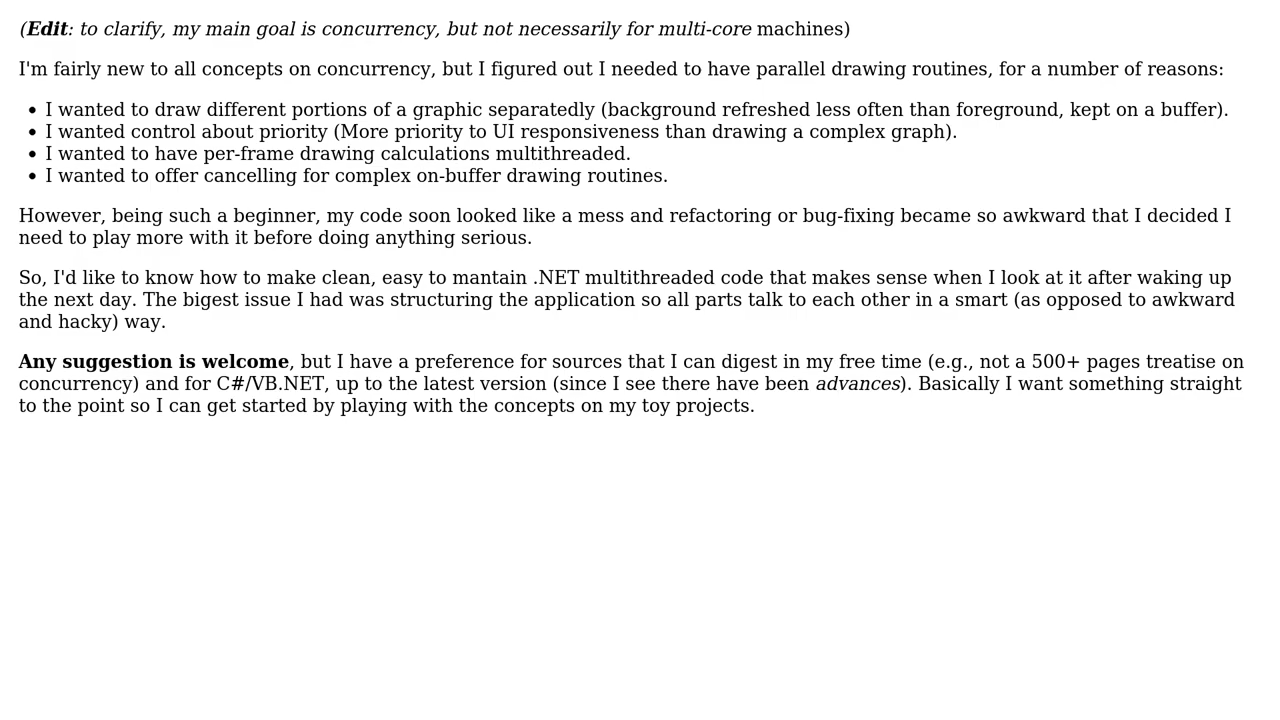 (Edit: to clarify, my main goal is concurrency, but not necessarily for multi-core machines)
I'm fairly new to all concepts on concurrency, but I figured out I needed to have parallel drawing routines, for a number of reasons:
• I wanted to draw different portions of a graphic separatedly (background refreshed less often than foreground, kept on a buffer).
• I wanted control about priority (More priority to UI responsiveness than drawing a complex graph).
• I wanted to have per-frame drawing calculations multithreaded.
• I wanted to offer cancelling for complex on-buffer drawing routines.
However, being such a beginner, my code soon looked like a mess and refactoring or bug-fixing became so awkward that I decided I
need to play more with it before doing anything serious.
So, I'd like to know how to make clean, easy to mantain .NET multithreaded code that makes sense when I look at it after waking up
the next day. The bigest issue I had was structuring the application so all parts talk to each other in a smart (as opposed to awkward
and hacky) way.
Any suggestion is welcome, but I have a preference for sources that I can digest in my free time (e.g., not a 500+ pages treatise on
concurrency) and for C#/VB.NET, up to the latest version (since I see there have been advances). Basically I want something straight
to the point so I can get started by playing with the concepts on my toy projects.